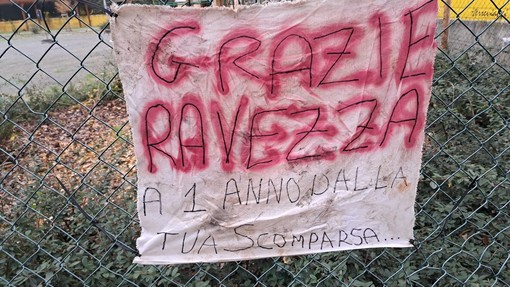 GRAZIE
RAVEZZA
A 1 ANNO DALLA
TUA SCOMPARSA...